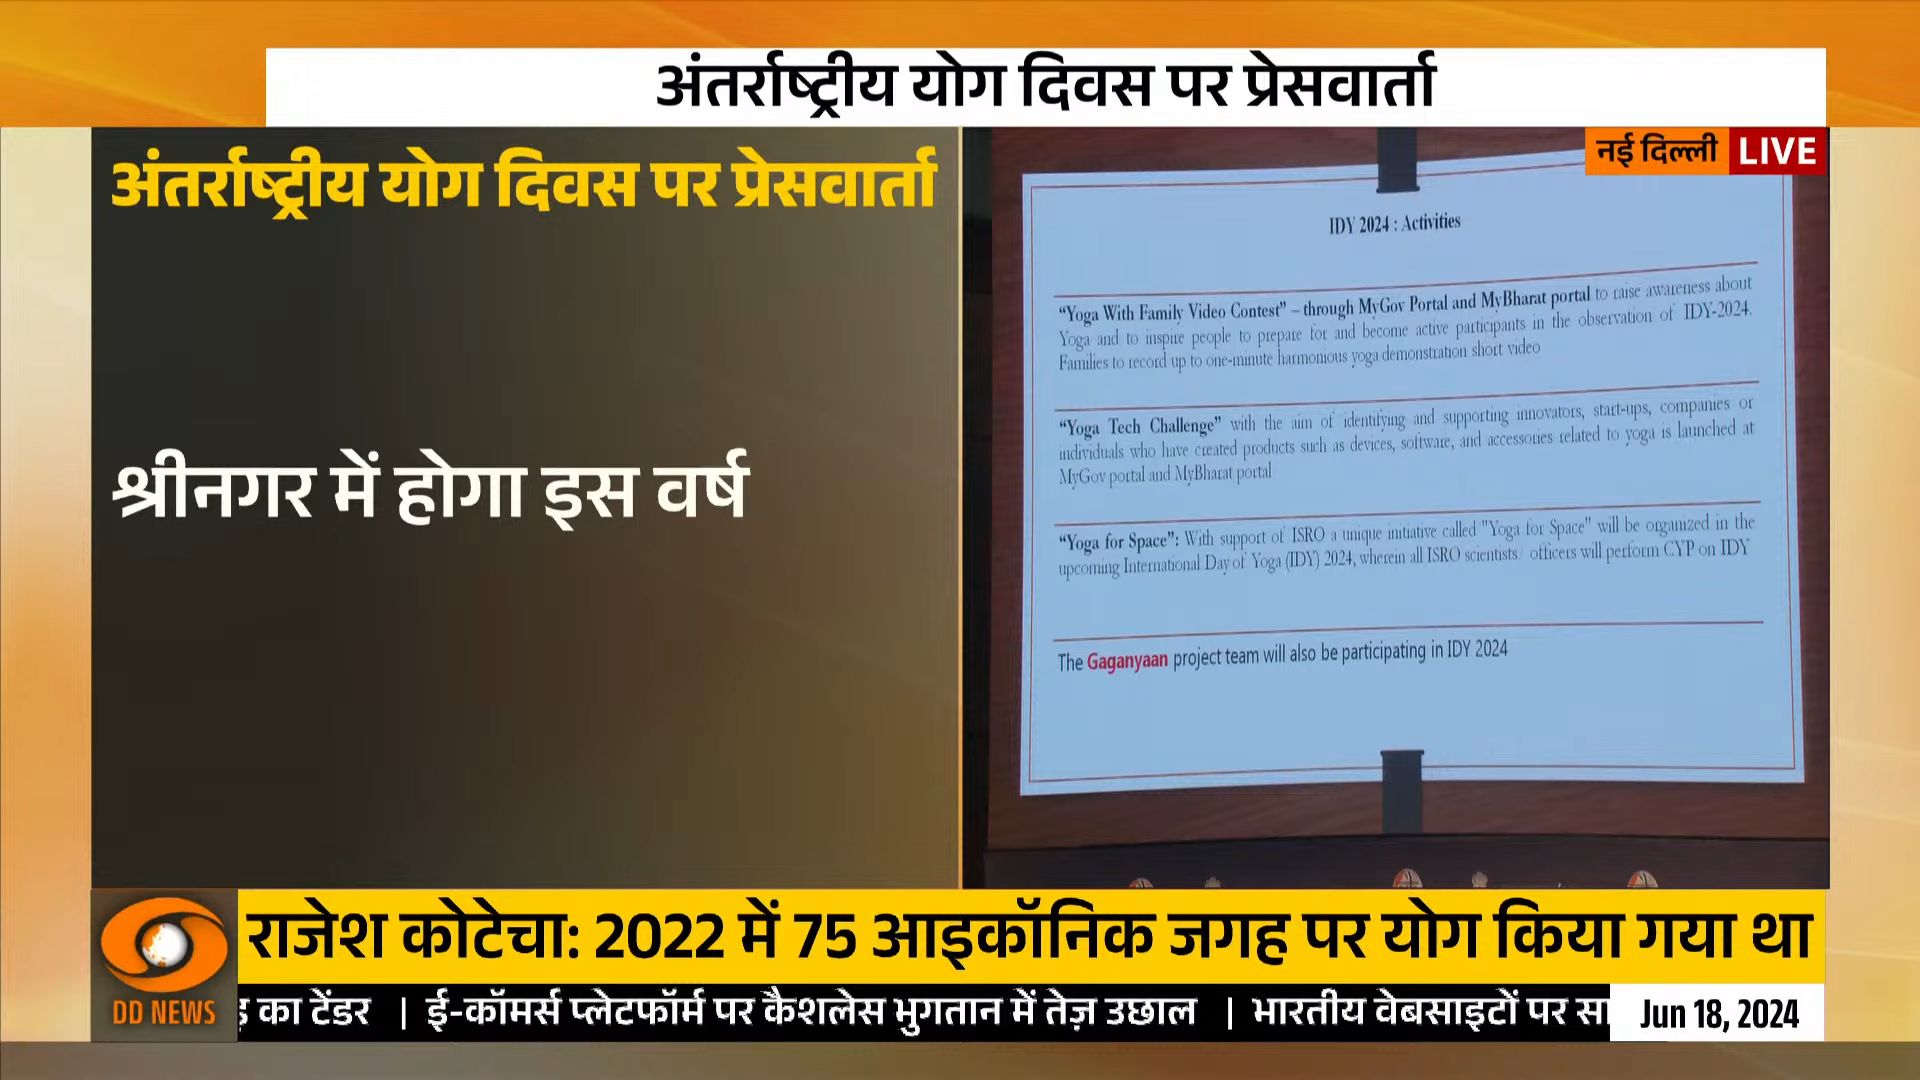 अंतर्राष्ट्रीय योग दिवस पर प्रेसवार्ता
अंतर्राष्ट्रीय योग दिवस पर प्रेसवार्ता
श्रीनगर में होगा इस वर्ष
नई दिल्ली LIVE
IDY 2024 : Activities
“Yoga With Family Video Contest” – through MyGov Portal and MyBharat portal to raise awareness about
Yoga and to inspire people to prepare for and become active participants in the observation of IDY-2024.
Families to record up to one-minute harmonious yoga demonstration short video
“Yoga Tech Challenge” with the aim of identifying and supporting innovators, start-ups, companies or
individuals who have created products such as devices, software, and accessories related to yoga is launched at
MyGov portal and MyBharat portal
“Yoga for Space”: With support of ISRO a unique initiative called "Yoga for Space" will be organized in the
upcoming International Day of Yoga (IDY) 2024, wherein all ISRO scientists/ officers will perform CYP on IDY
The Gaganyaan project team will also be participating in IDY 2024
राजेश कोटेचा: 2022 में 75 आइकॉनिक जगह पर योग किया गया था
DD NEWS
का टेंडर | ई-कॉमर्स प्लेटफॉर्म पर कैशलेस भुगतान में तेज़ उछाल | भारतीय वेबसाइटों पर
Jun 18, 2024